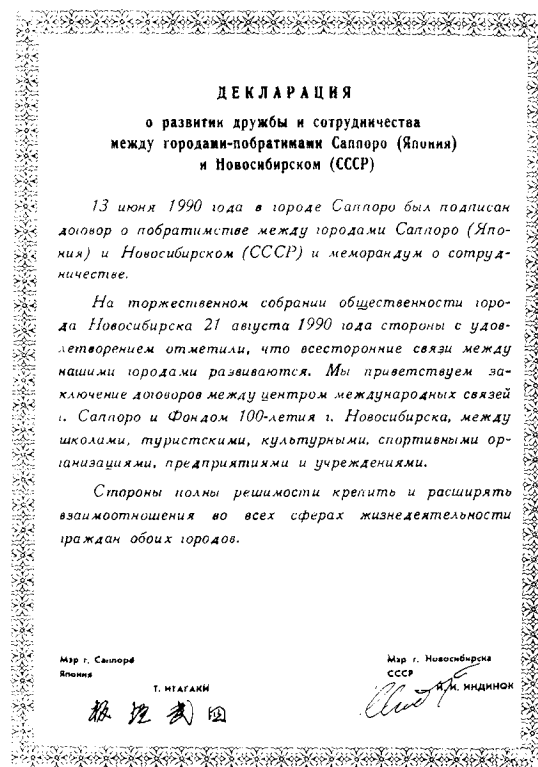 ДЕКЛАРАЦИЯ
о развитии дружбы и сотрудничества
между городами-побратимами Саппоро (Япония)
и Новосибирском (СССР)
13 июня 1990 года в городе Саппоро был подписан
договор о побратимстве между городами Саппоро (Япо-
ния) и Новосибирском (СССР) и меморандум о сотруд-
ничестве.
На торжественном собрании общественности горо-
да Новосибирска 21 августа 1990 года стороны с удов-
летворением отметили, что всесторонние связи между
нашими городами развиваются. Мы приветствуем за-
ключение договоров между центром международных связей
г. Саппоро и Фондом 100-летия г. Новосибирска, между
школами, туристскими, культурными, спортивными ор-
ганизациями, предприятиями и учреждениями.
Стороны полны решимости крепить и расширять
взаимоотношения во всех сферах жизнедеятельности
граждан обоих городов.
Мэр г. Саппоро
Япония
Т. ИТАГАКИ
板垣武四
Мэр г. Новосибирска
СССР
И. И. ИНДИНОК